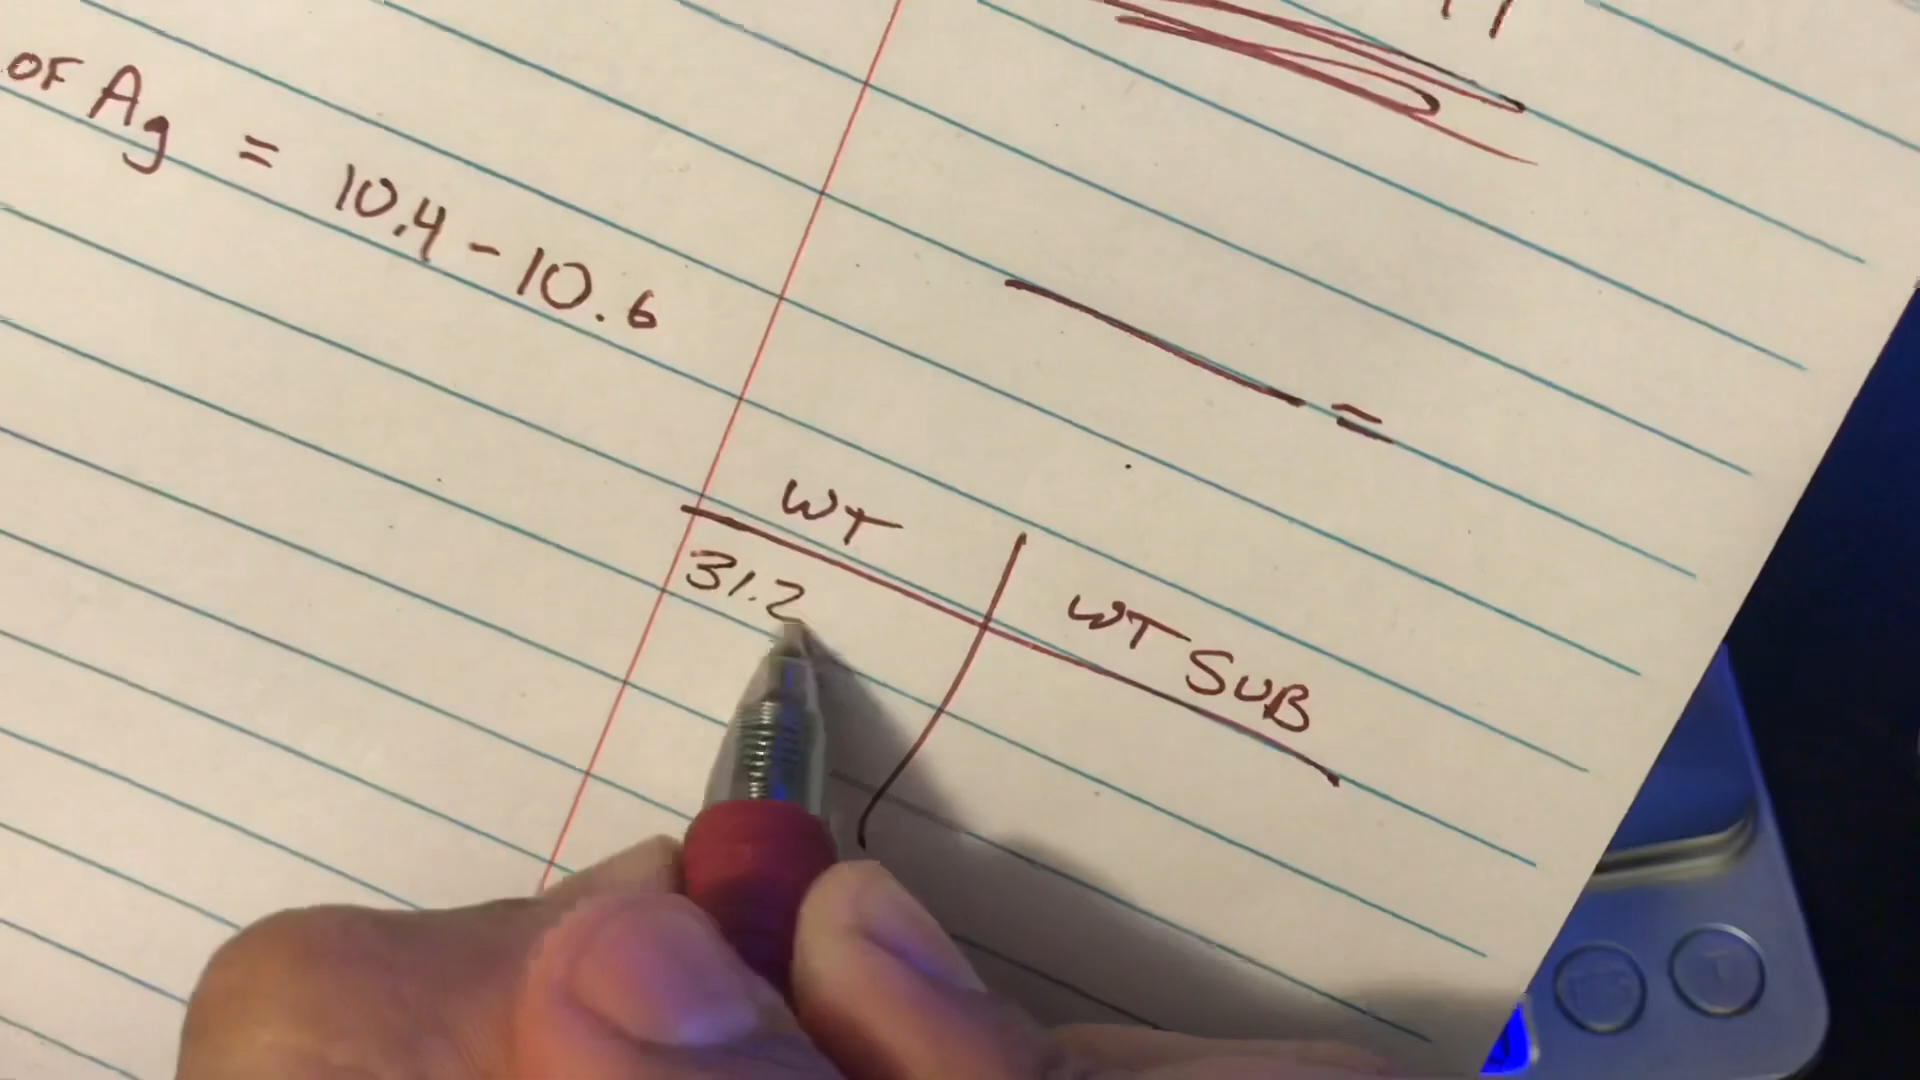 OF Ag = 10.4 - 10.6
=
WT
WT SUB
31.2